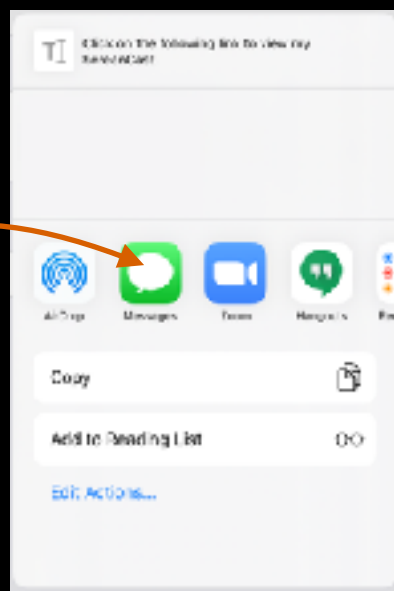 Click on the following link to view my
Screencast
AirDrop Messages Zoom Hangouts
Copy
Add to Reading List
Edit Actions...